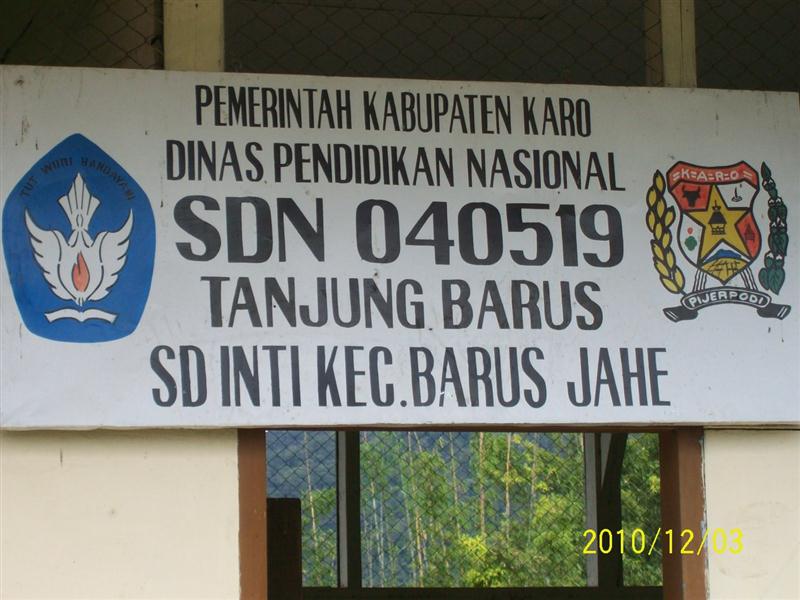 PEMERINTAH KABUPATEN KARO
DINAS PENDIDIKAN NASIONAL
SDN 040519
TANJUNG BARUS
SD INTI KEC.BARUS JAHE
TUT WURI HANDAYANI
=K=A=R=O=
PIJERPODI
2010/12/03